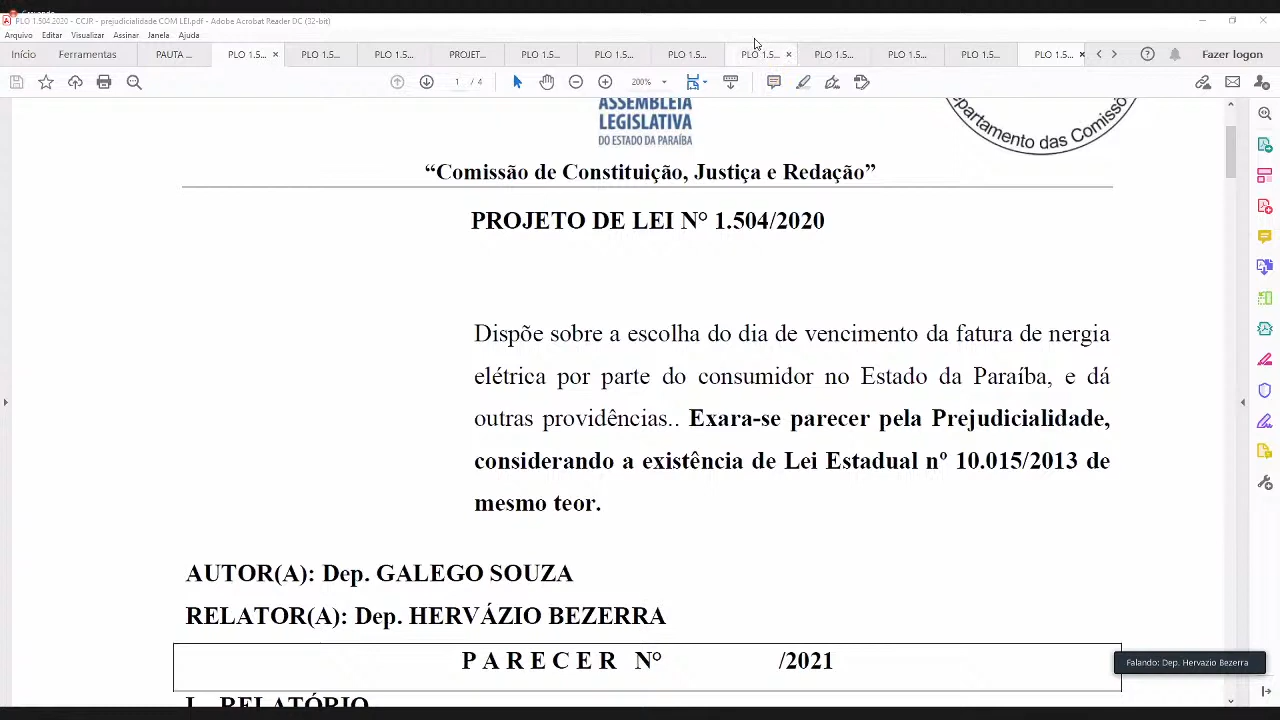 PLO 1.504.2020 - CCJR - prejudicialidade COM LEI.pdf - Adobe Acrobat Reader DC (32-bit)
Arquivo Editar Visualizar Assinar Janela Ajuda
Início Ferramentas PAUTA ... PLO 1.5... × PLO 1.5... PLO 1.5... PROJET... PLO 1.5... PLO 1.5... PLO 1.5... PLO 1.5... × PLO 1.5... PLO 1.5... PLO 1.5... PLO 1.5... × Fazer logon
1 / 4 200%
ASSEMBLEIA
LEGISLATIVA
DO ESTADO DA PARAÍBA
epartamento das Comissõ
“Comissão de Constituição, Justiça e Redação”
PROJETO DE LEI N° 1.504/2020
Dispõe sobre a escolha do dia de vencimento da fatura de nergia
elétrica por parte do consumidor no Estado da Paraíba, e dá
outras providências.. Exara-se parecer pela Prejudicialidade,
considerando a existência de Lei Estadual nº 10.015/2013 de
mesmo teor.
AUTOR(A): Dep. GALEGO SOUZA
RELATOR(A): Dep. HERVÁZIO BEZERRA
P A R E C E R N° /2021
Falando: Dep. Hervazio Bezerra
I - RELATÓRIO